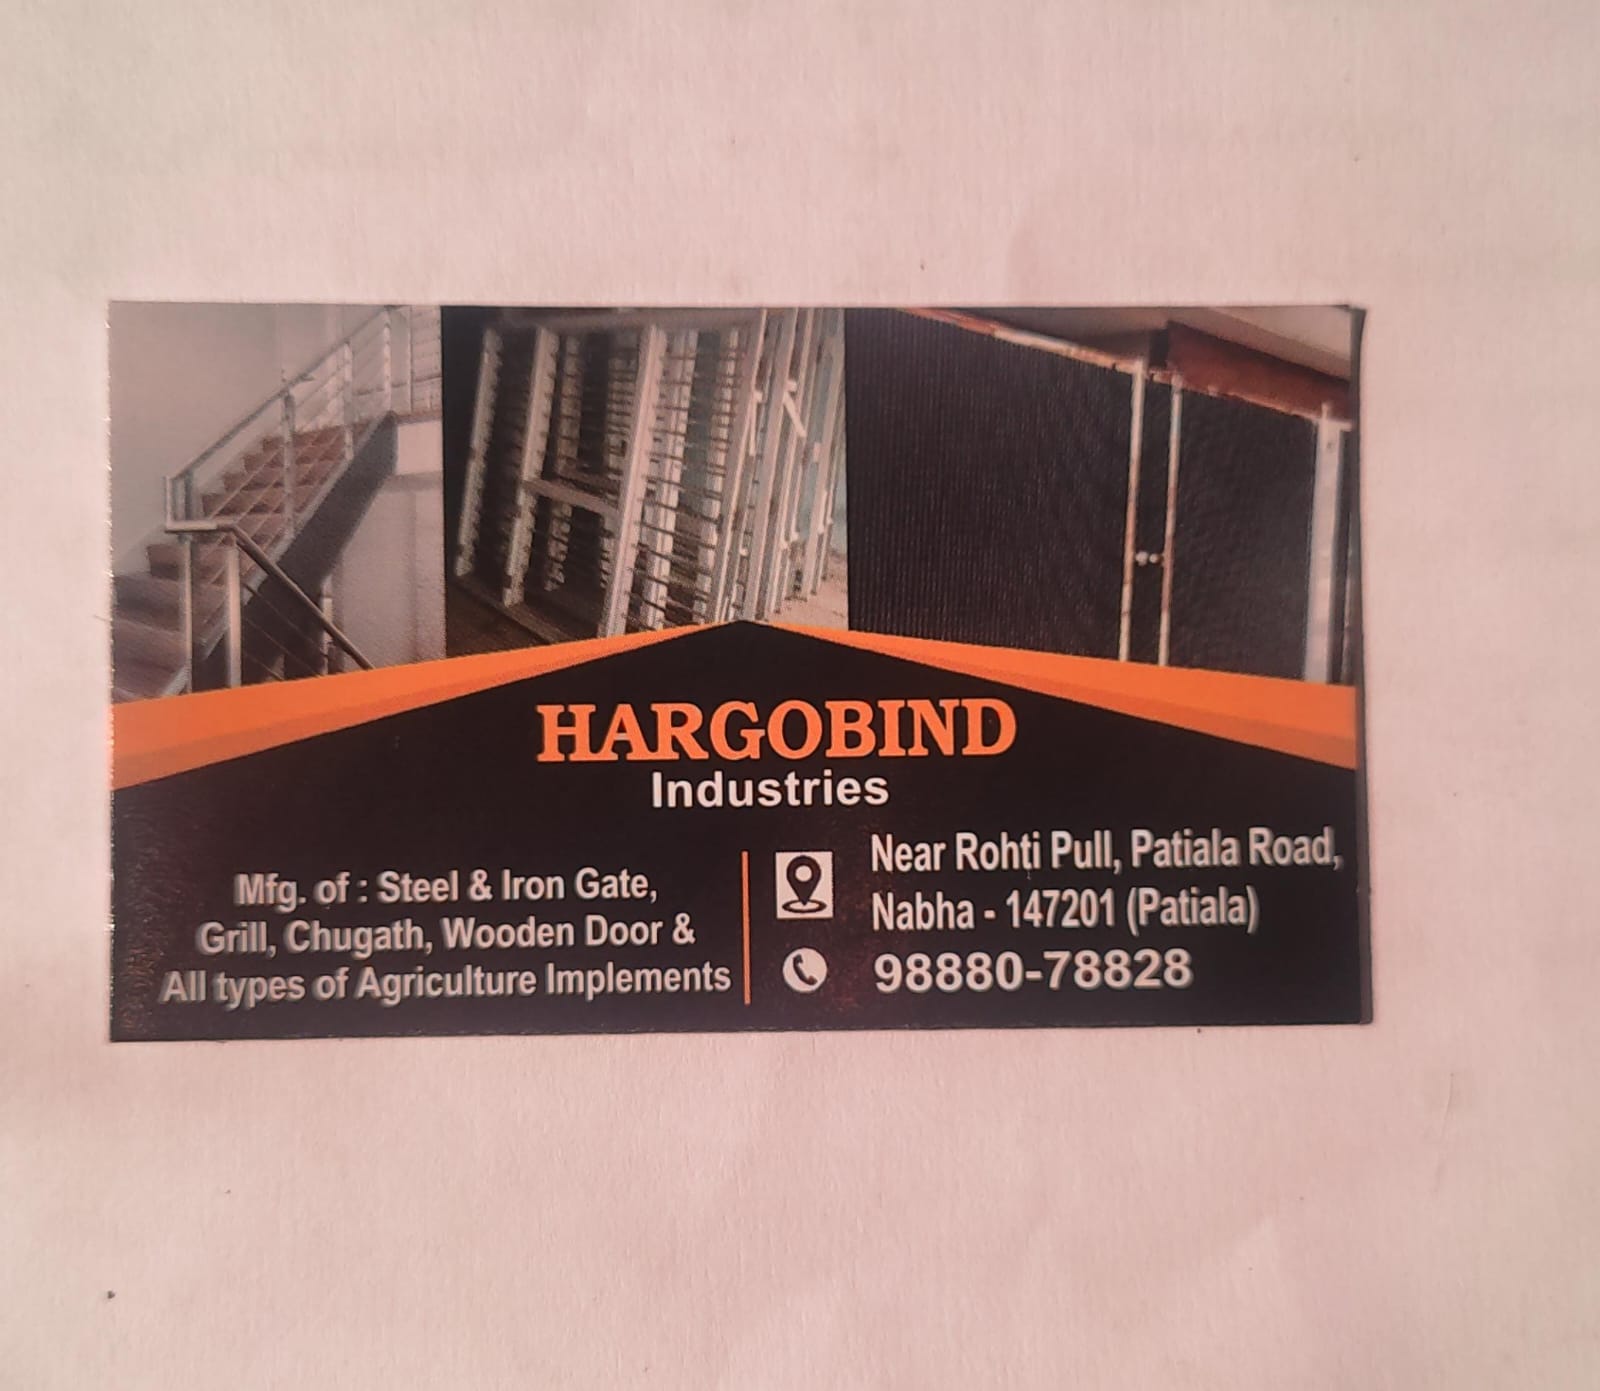 HARGOBIND
Industries
Mfg. of : Steel & Iron Gate,
Grill, Chugath, Wooden Door &
All types of Agriculture Implements
Near Rohti Pull, Patiala Road,
Nabha - 147201 (Patiala)
98880-78828